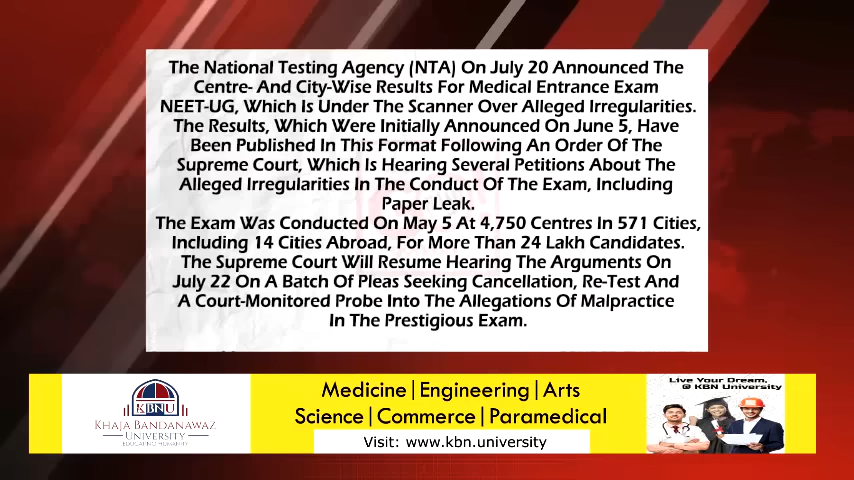 The National Testing Agency (NTA) On July 20 Announced The
Centre- And City-Wise Results For Medical Entrance Exam
NEET-UG, Which Is Under The Scanner Over Alleged Irregularities.
The Results, Which Were Initially Announced On June 5, Have
Been Published In This Format Following An Order Of The
Supreme Court, Which Is Hearing Several Petitions About The
Alleged Irregularities In The Conduct Of The Exam, Including
Paper Leak.
The Exam Was Conducted On May 5 At 4,750 Centres In 571 Cities,
Including 14 Cities Abroad, For More Than 24 Lakh Candidates.
The Supreme Court Will Resume Hearing The Arguments On
July 22 On A Batch Of Pleas Seeking Cancellation, Re-Test And
A Court-Monitored Probe Into The Allegations Of Malpractice
In The Prestigious Exam.
KBNU
KHAJA BANDANAWAZ
UNIVERSITY
EDUCATING HUMANITY
Medicine|Engineering|Arts
Science|Commerce|Paramedical
Visit: www.kbn.university
Live Your Dream,
@ KBN University